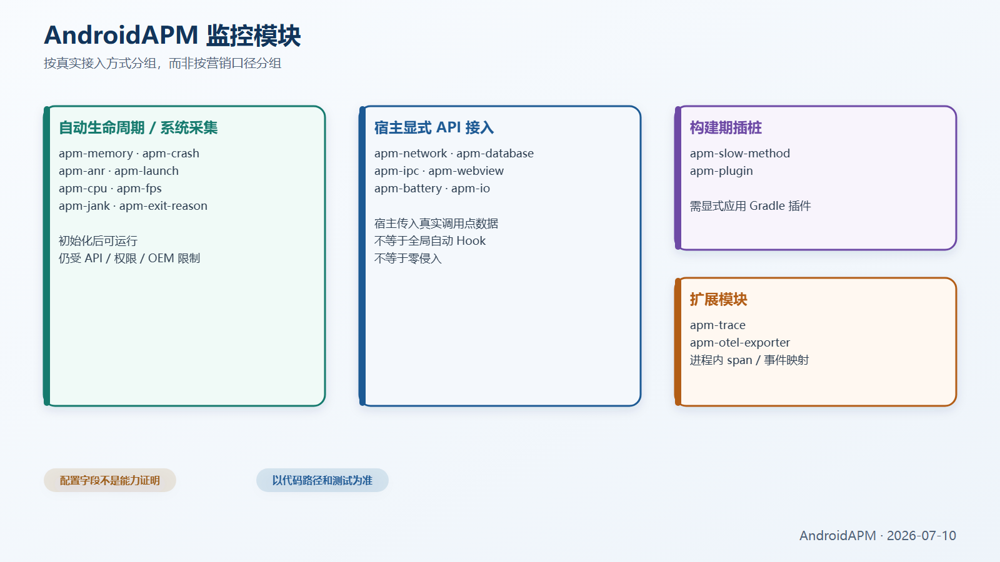 AndroidAPM 监控模块
按真实接入方式分组，而非按营销口径分组
自动生命周期 / 系统采集
apm-memory · apm-crash
apm-anr · apm-launch
apm-cpu · apm-fps
apm-jank · apm-exit-reason
初始化后可运行
仍受 API / 权限 / OEM 限制
宿主显式 API 接入
apm-network · apm-database
apm-ipc · apm-webview
apm-battery · apm-io
宿主传入真实调用点数据
不等于全局自动 Hook
不等于零侵入
构建期插桩
apm-slow-method
apm-plugin
需显式应用 Gradle 插件
扩展模块
apm-trace
apm-otel-exporter
进程内 span / 事件映射
配置字段不是能力证明
以代码路径和测试为准
AndroidAPM · 2026-07-10